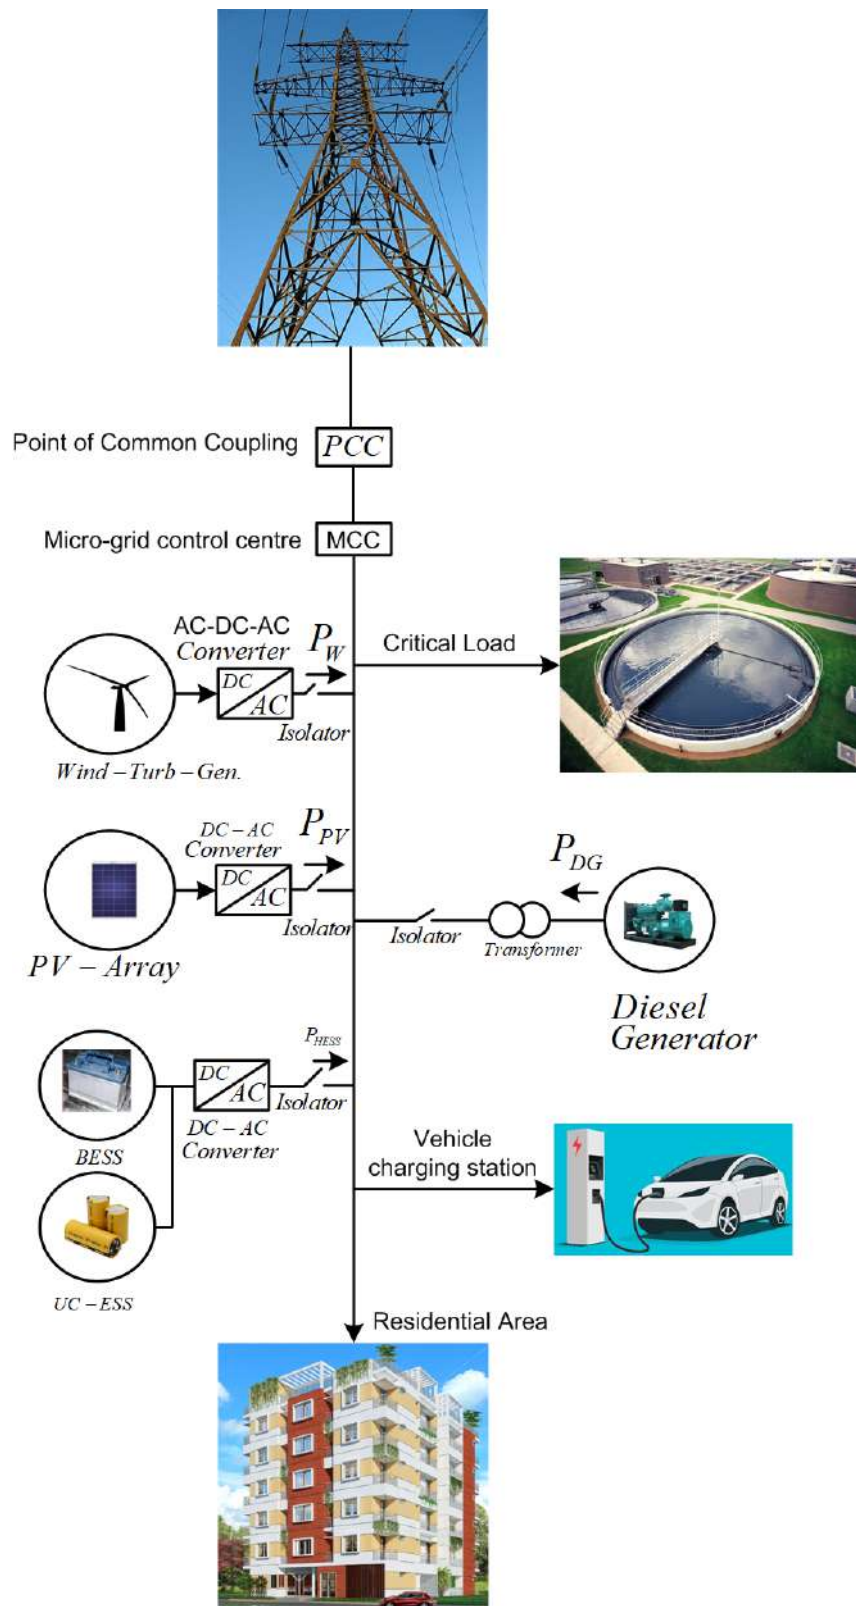 Point of Common Coupling
PCC
Micro-grid control centre
MCC
AC-DC-AC
Converter
P_W
DC
AC
Isolator
Wind-Turb-Gen.
Critical Load
DC-AC
Converter
P_PV
DC
AC
Isolator
PV-Array
P_DG
Isolator
Transformer
Diesel
Generator
P_HESS
DC
AC
Isolator
DC-AC
Converter
BESS
UC-ESS
Vehicle
charging station
Residential Area